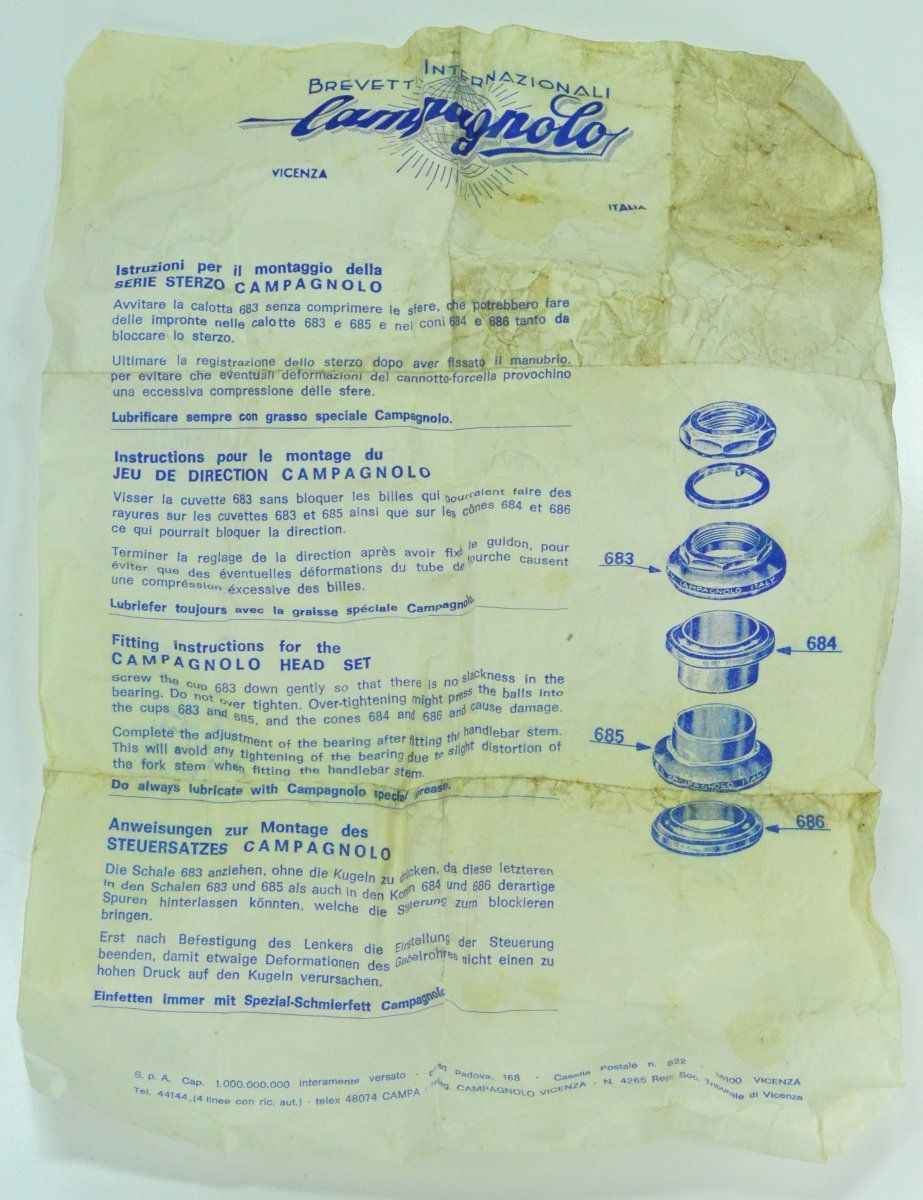 BREVETTI INTERNAZIONALI
Campagnolo
VICENZA
ITALIA
Istruzioni per il montaggio della
SERIE STERZO CAMPAGNOLO
Avvitare la calotta 683 senza comprimere le sfere, che potrebbero fare
delle impronte nelle calotte 683 e 685 e nei coni 684 e 686 tanto da
bloccare lo sterzo.
Ultimare la registrazione dello sterzo dopo aver fissato il manubrio,
per evitare che eventuali deformazioni del cannotto-forcella provochino
una eccessiva compressione delle sfere.
Lubrificare sempre con grasso speciale Campagnolo.
Instructions pour le montage du
JEU DE DIRECTION CAMPAGNOLO
Visser la cuvette 683 sans bloquer les billes qui pourraient faire des
rayures sur les cuvettes 683 et 685 ainsi que sur les cônes 684 et 686
ce qui pourrait bloquer la direction.
Terminer la reglage de la direction après avoir fixé le guidon, pour
éviter que des éventuelles déformations du tube de fourche causent
une compréssion éxcessive des billes.
Lubriefer toujours avec la graisse spéciale Campagnolo.
Fitting instructions for the
CAMPAGNOLO HEAD SET
screw the cup 683 down gently so that there is no slackness in the
bearing. Do not over tighten. Over-tightening might press the balls into
the cups 683 and 685, and the cones 684 and 686 and cause damage.
Complete the adjustment of the bearing after fitting the handlebar stem.
This will avoid any tightening of the bearing due to slight distortion of
the fork stem when fitting the handlebar stem.
Do always lubricate with Campagnolo special grease.
Anweisungen zur Montage des
STEUERSATZES CAMPAGNOLO
Die Schale 683 anziehen, ohne die Kugeln zu drücken, da diese letzteren
in den Schalen 683 und 685 als auch in den Konen 684 und 686 derartige
Spuren hinterlassen könnten, welche die Steuerung zum blockieren
bringen.
Erst nach Befestigung des Lenkers die Einstellung der Steuerung
beenden, damit etwaige Deformationen des Gabelrohres nicht einen zu
hohen Druck auf den Kugeln verursachen.
Einfetten immer mit Spezial-Schmierfett Campagnolo
683
CAMPAGNOLO ITALY
684
685
CAMPAGNOLO ITALY
686
S.p.A. Cap. 1.000.000.000 interamente versato - Padova, 168 - Casella Postale n. 822 - 36100 VICENZA
Tel. 44144 (4 linee con ric. aut.) - telex 48074 CAMPA - CAMPAGNOLO VICENZA - N. 4265 Reg. Soc. Tribunale di Vicenza